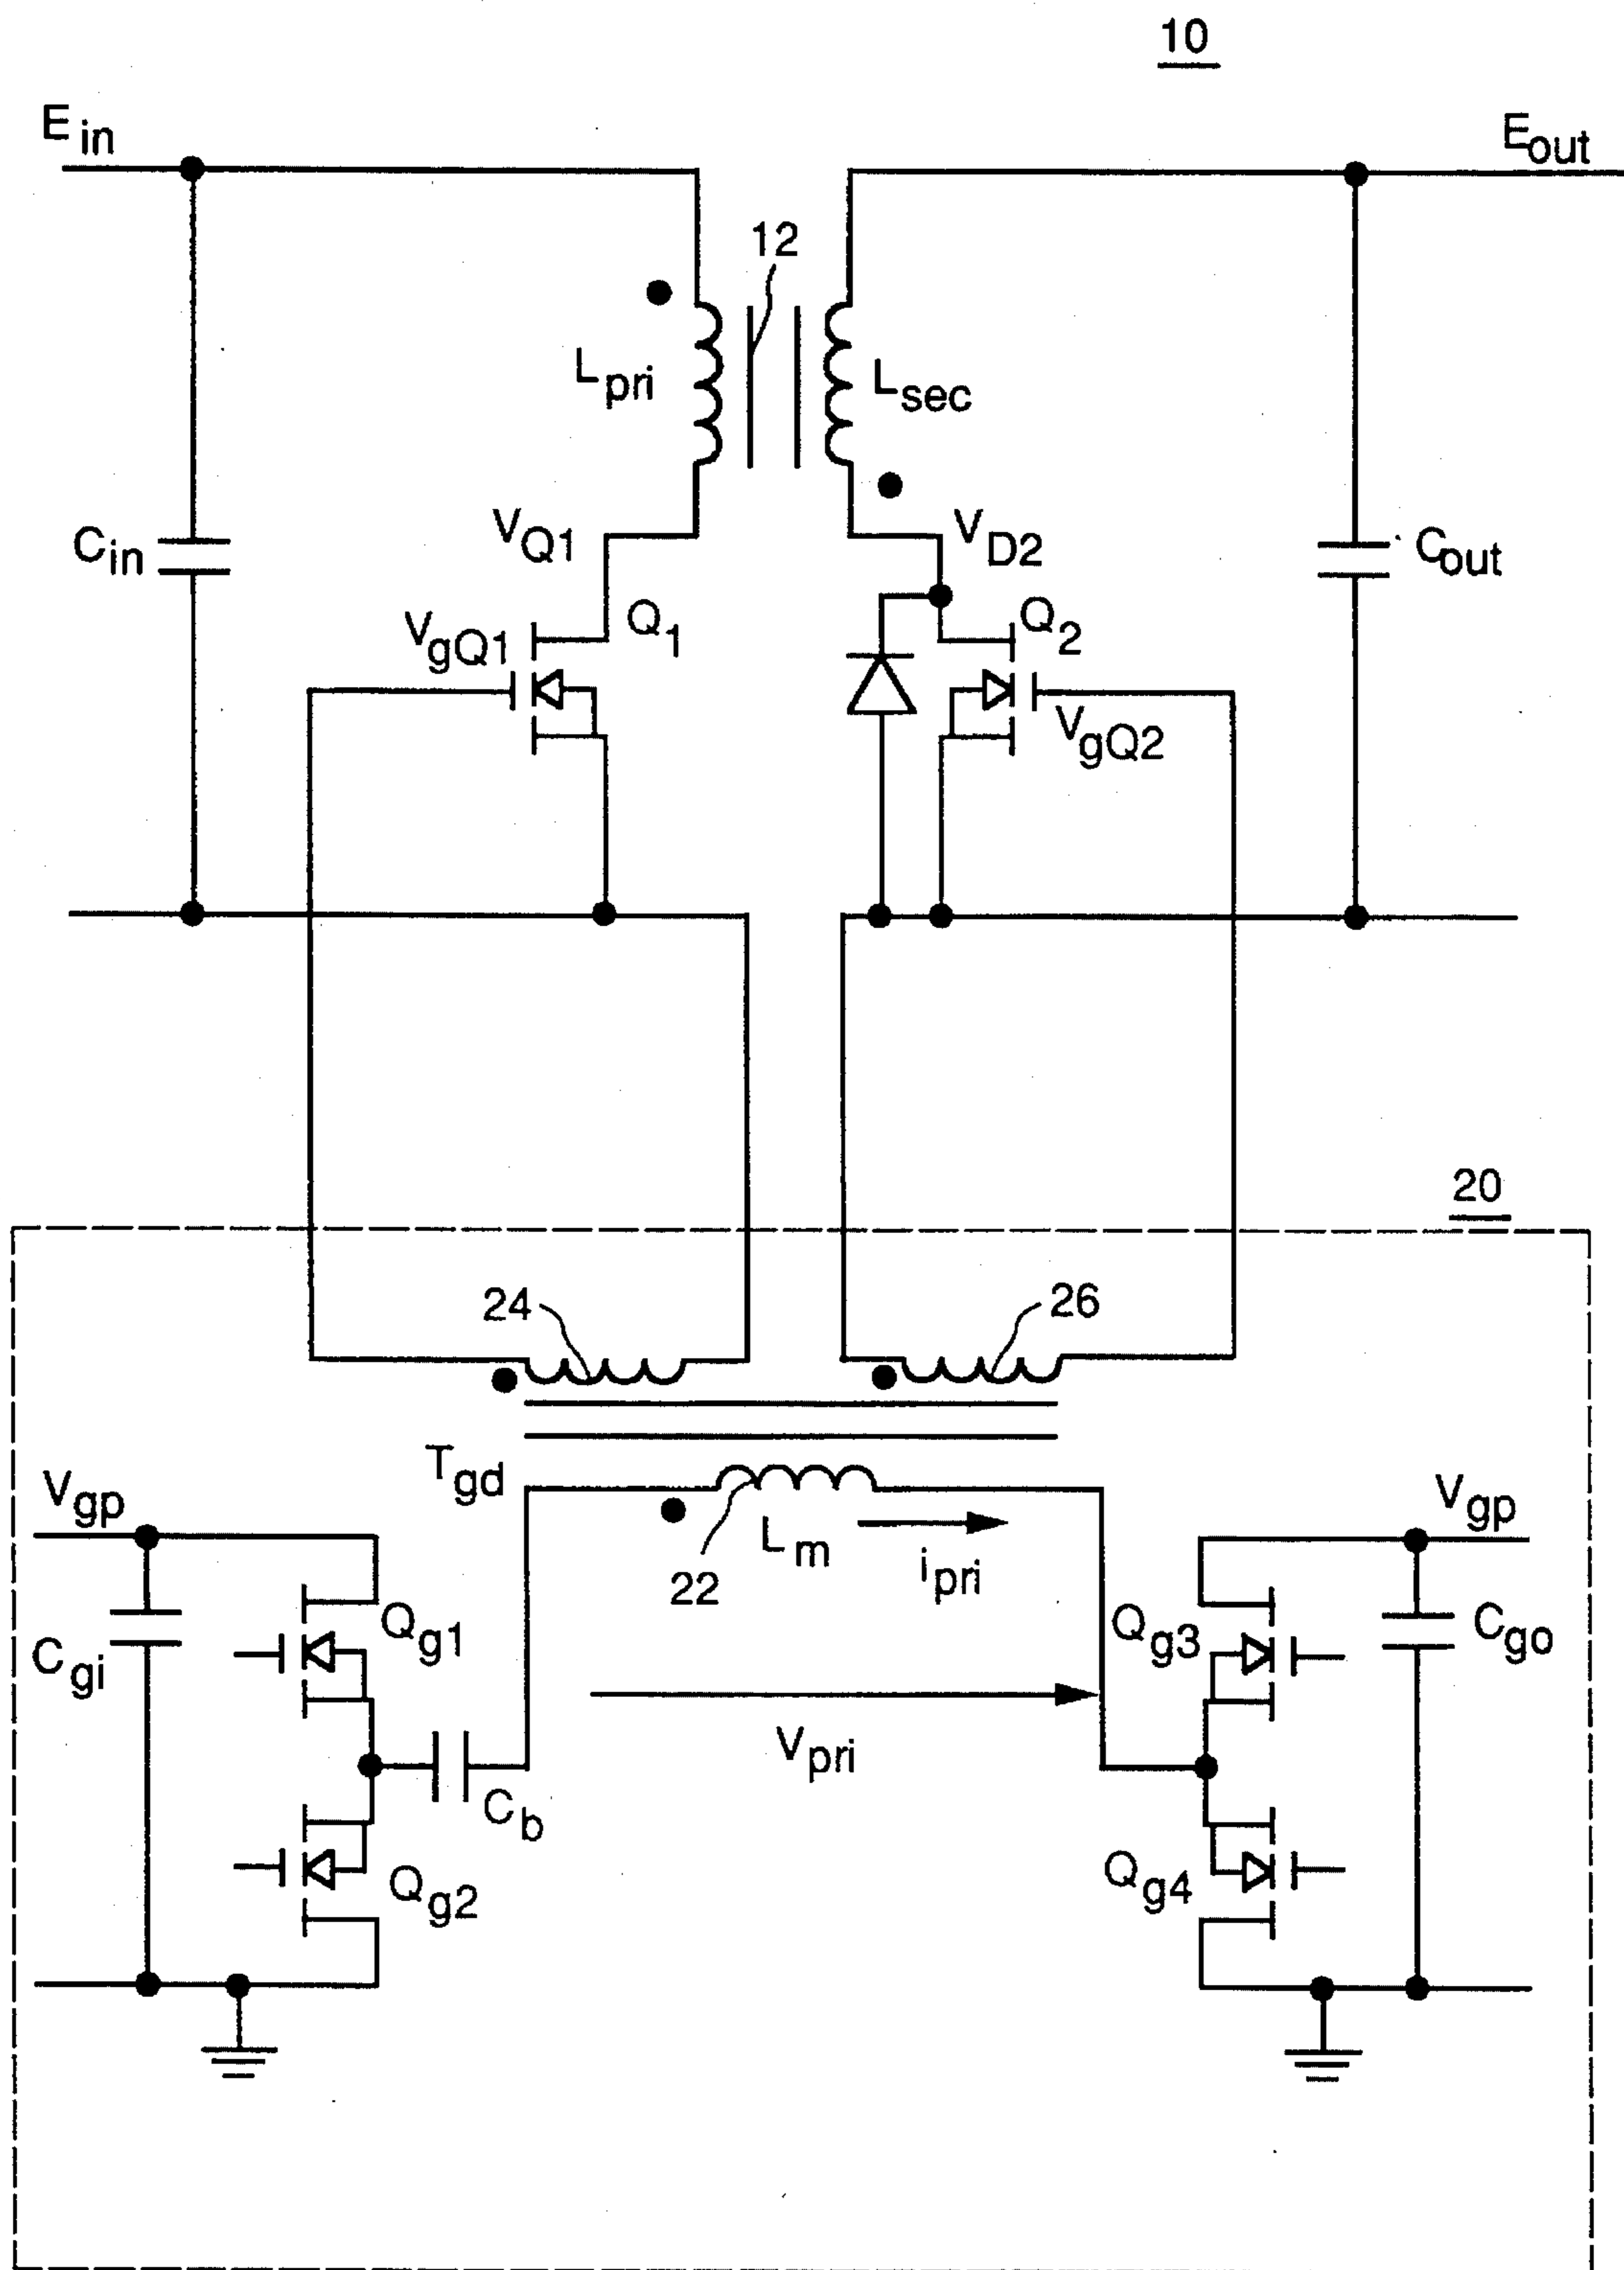 10
E in
E out
12
L pri
L sec
V Q1
V D2
C in
C out
V gQ1
Q 1
Q 2
V gQ2
20
24
26
T gd
V gp
V gp
L m
22
i pri
Q g1
Q g3
C gi
C go
V pri
C b
Q g2
Q g4